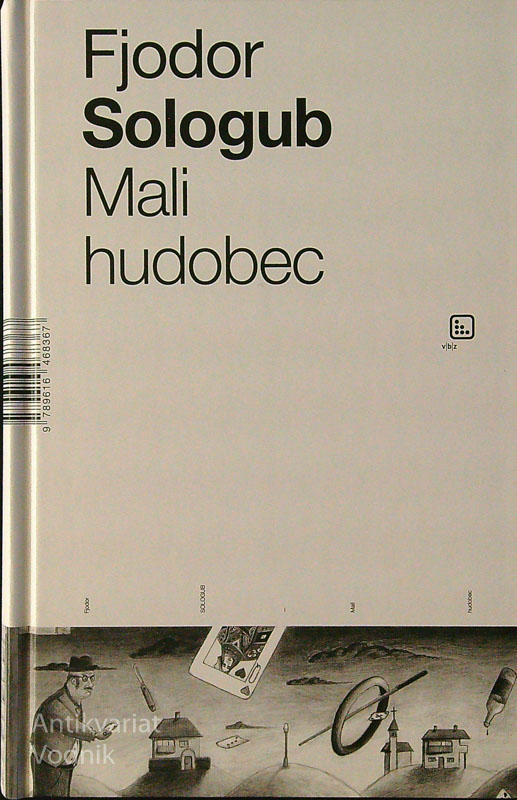 Fjodor
Sologub
Mali
hudobec
v|b|z
9 789616 468367
Fjodor
SOLOGUB
–
Mali
hudobec
Antikvariat
Vodnik